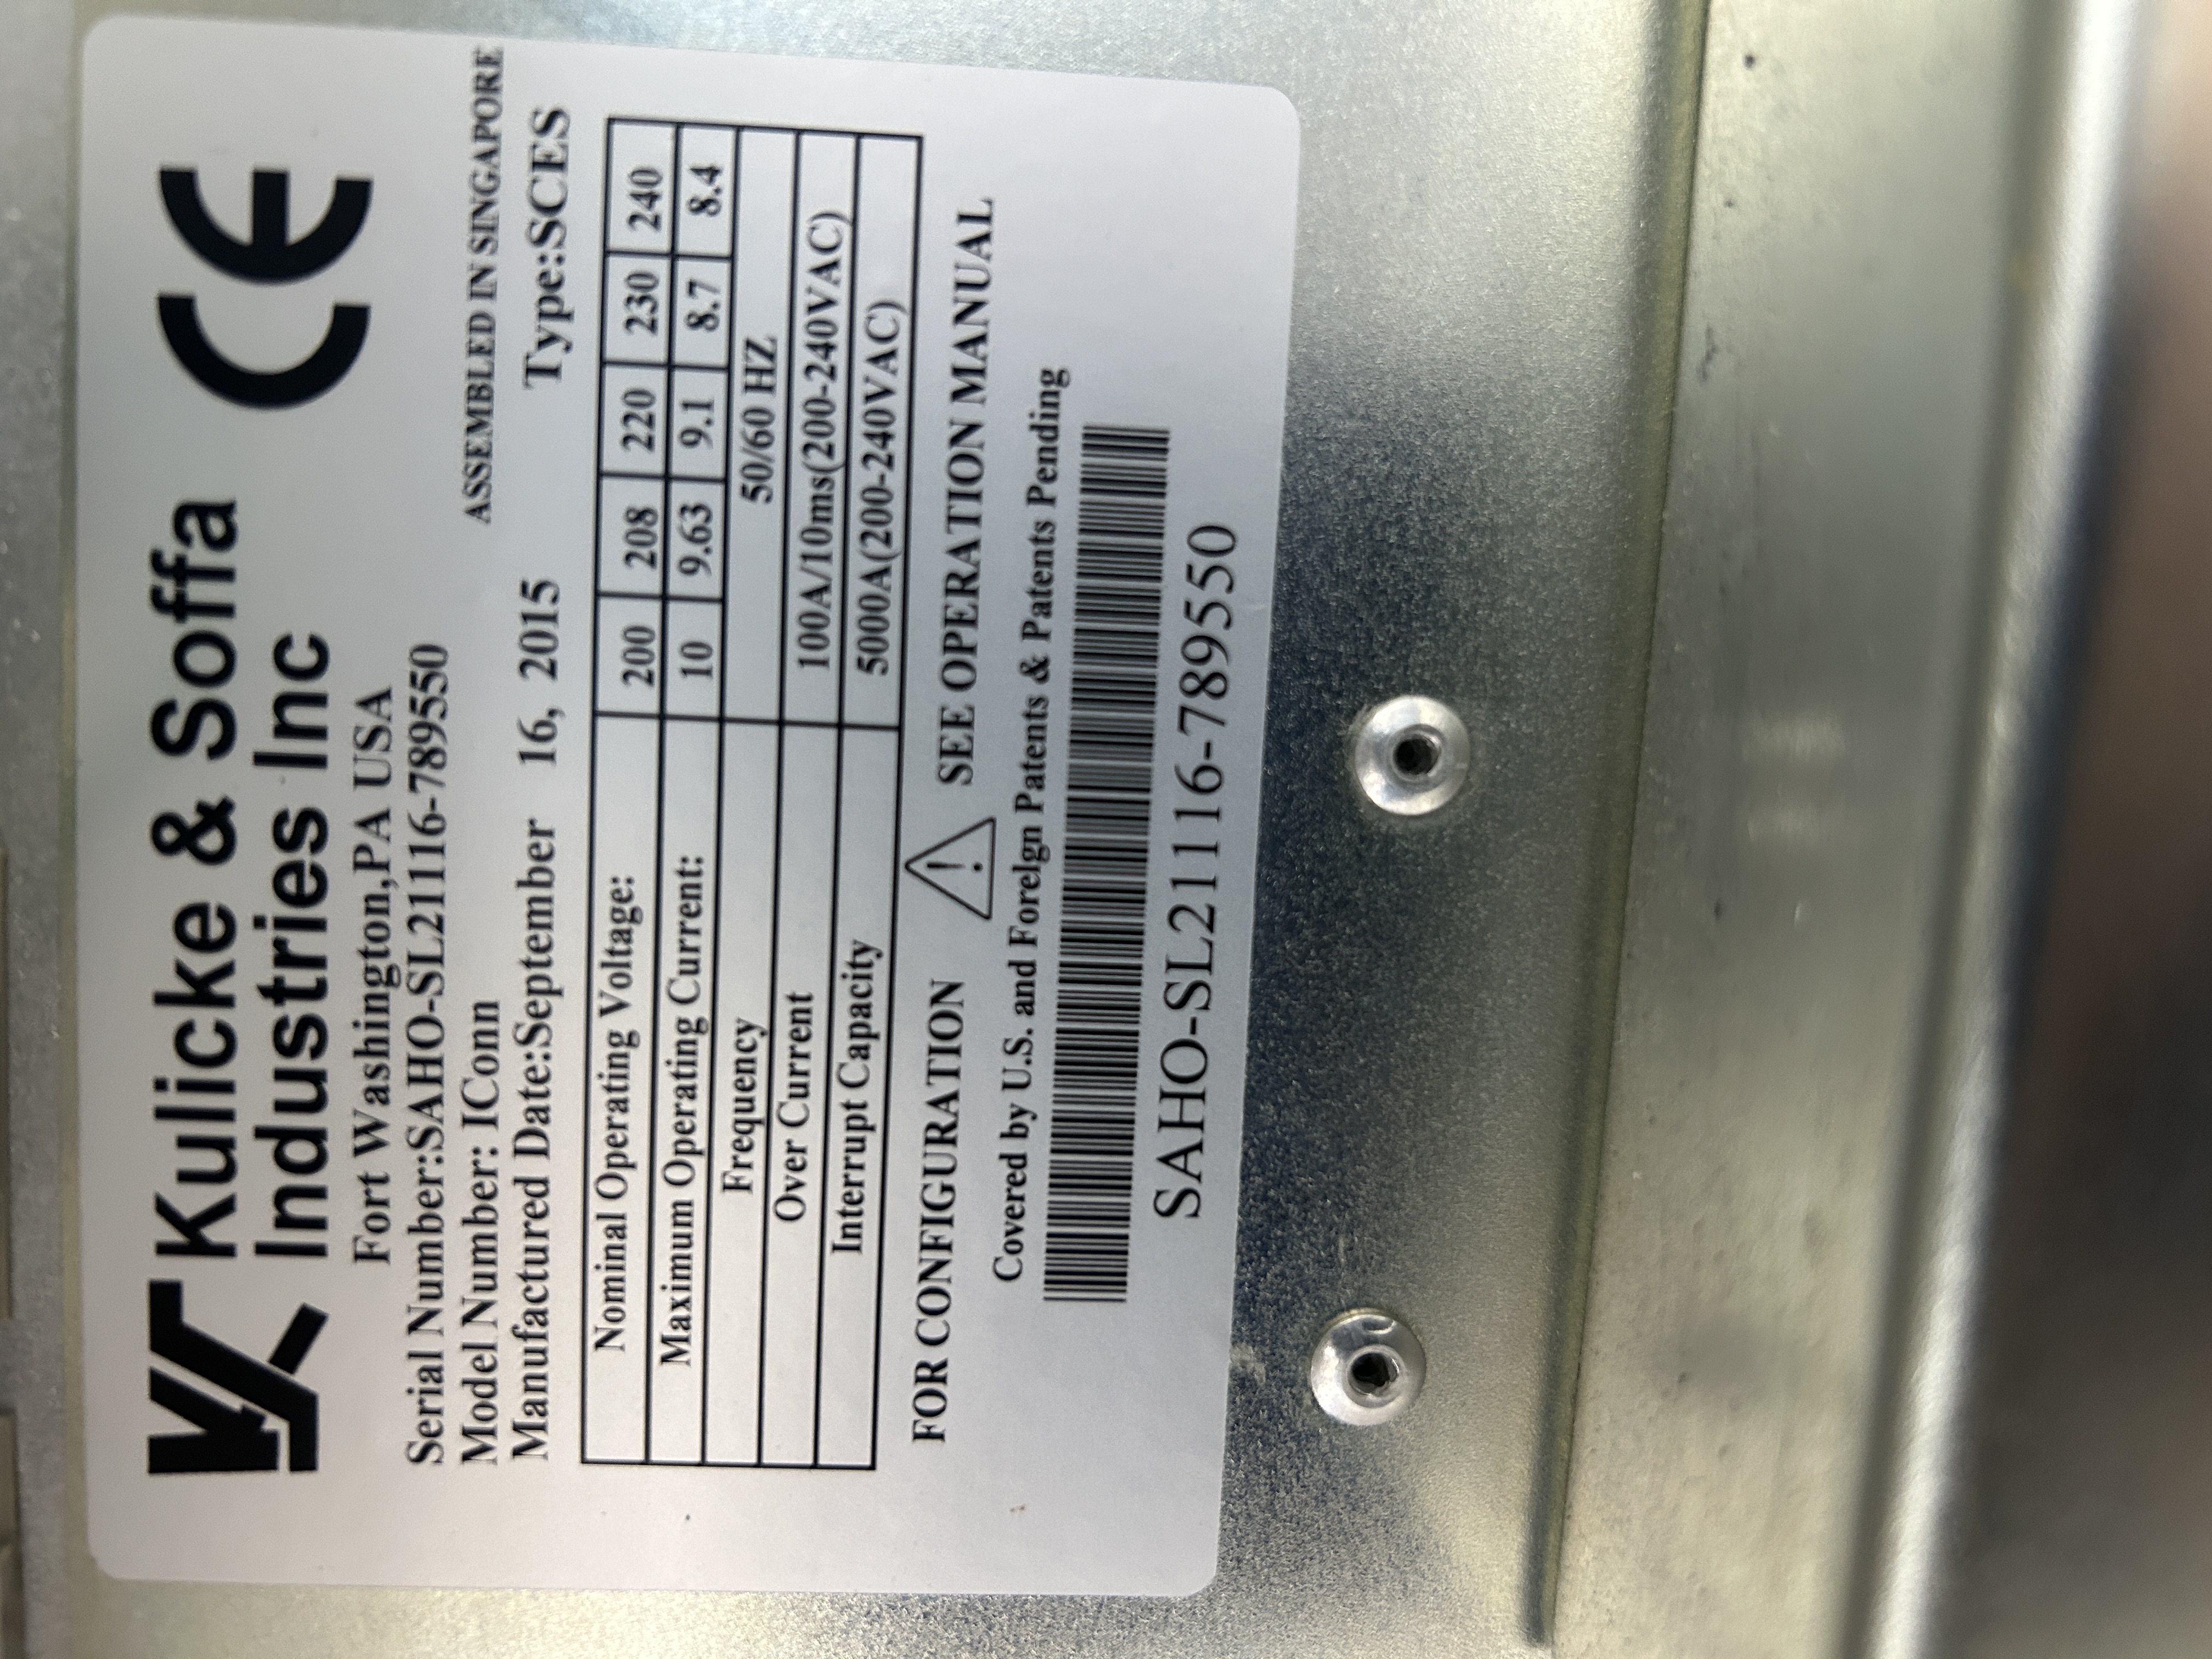 Kulicke & Soffa
Industries Inc
CE
Fort Washington,PA USA
Serial Number:SAHO-SL21116-789550
Model Number: IConn
ASSEMBLED IN SINGAPORE
Manufactured Date:September 16, 2015 Type:SCES
Nominal Operating Voltage: 200 208 220 230 240
Maximum Operating Current: 10 9.63 9.1 8.7 8.4
Frequency 50/60 HZ
Over Current 100A/10ms(200-240VAC)
Interrupt Capacity 5000A(200-240VAC)
FOR CONFIGURATION ! SEE OPERATION MANUAL
Covered by U.S. and Foreign Patents & Patents Pending
SAHO-SL21116-789550